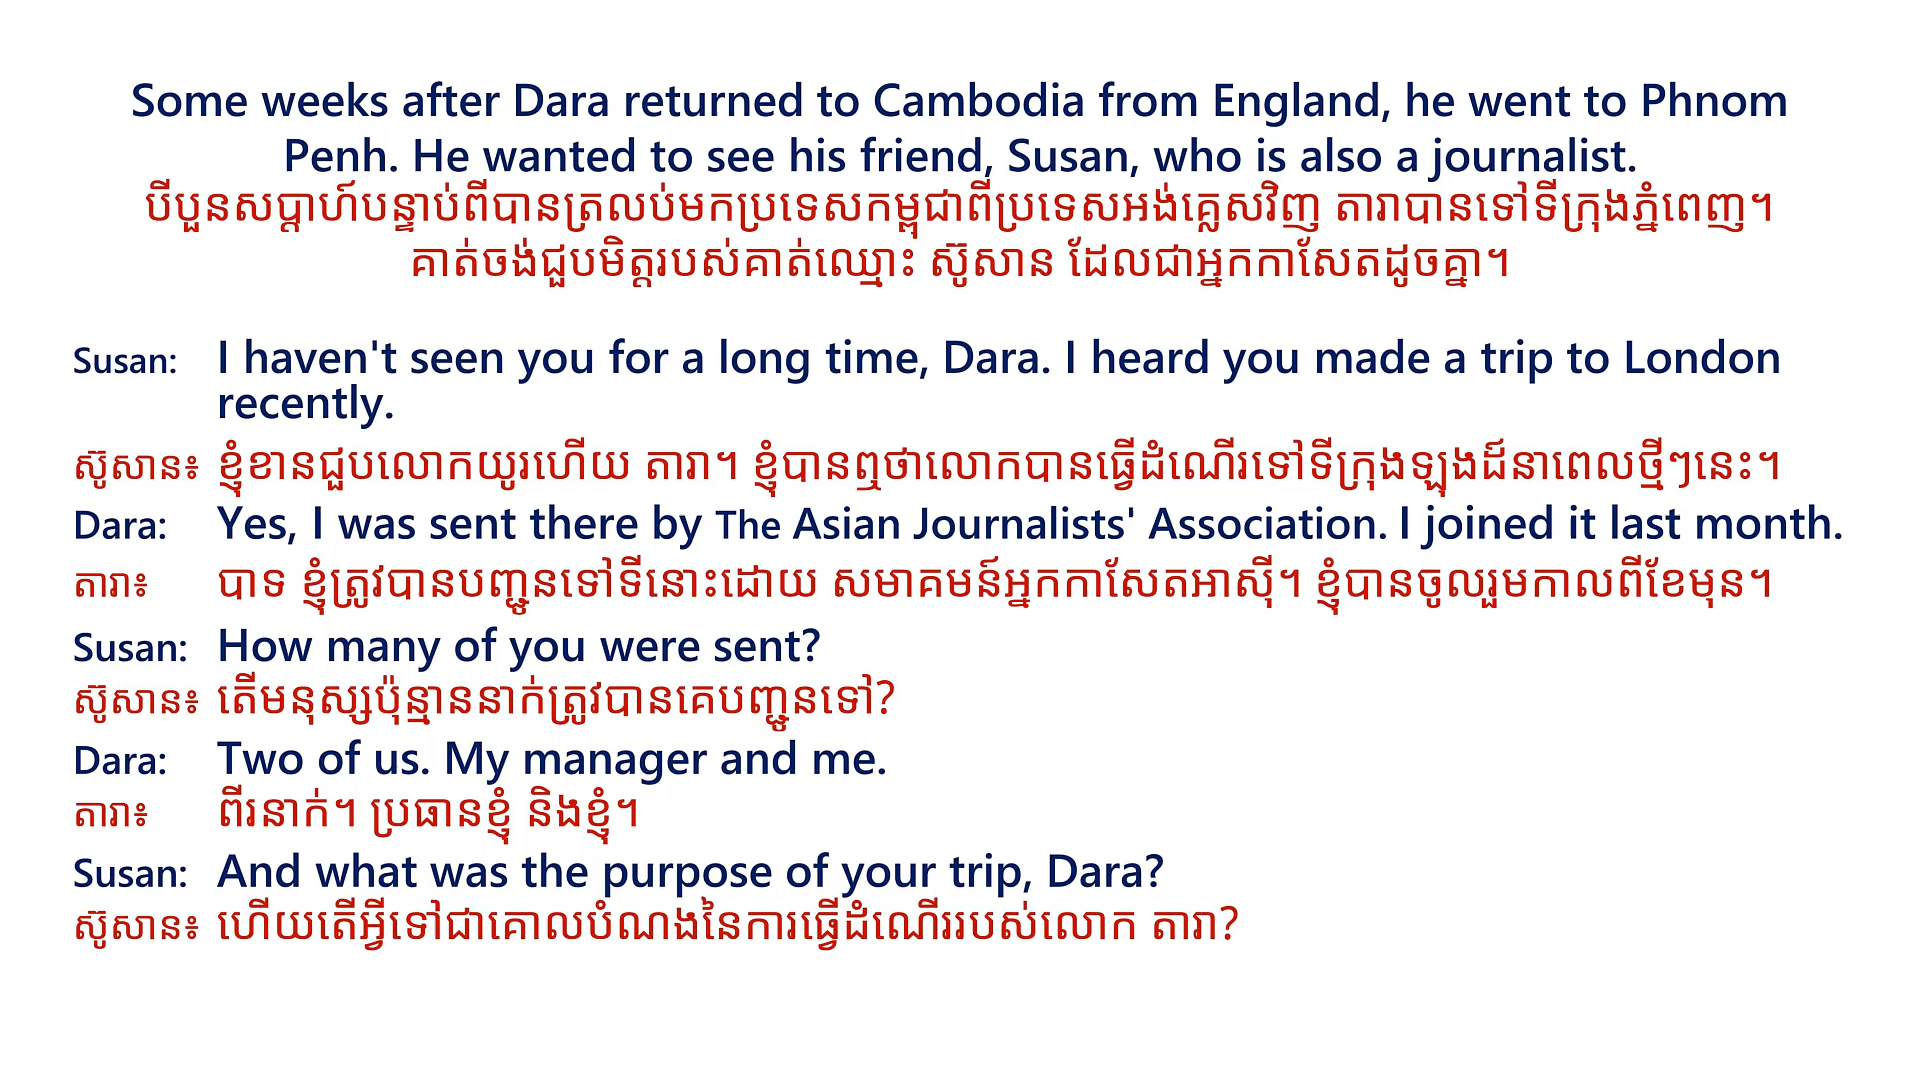 Some weeks after Dara returned to Cambodia from England, he went to Phnom
Penh. He wanted to see his friend, Susan, who is also a journalist.
បីបួនសប្តាហ៍បន្ទាប់ពីបានត្រលប់មកប្រទេសកម្ពុជាពីប្រទេសអង់គ្លេសវិញ តារាបានទៅទីក្រុងភ្នំពេញ។
គាត់ចង់ជួបមិត្តរបស់គាត់ឈ្មោះ ស៊ូសាន ដែលជាអ្នកកាសែតដូចគ្នា។
Susan: I haven't seen you for a long time, Dara. I heard you made a trip to London
recently.
ស៊ូសាន៖ ខ្ញុំខានជួបលោកយូរហើយ តារា។ ខ្ញុំបានឮថាលោកបានធ្វើដំណើរទៅទីក្រុងឡុងដ៍នាពេលថ្មីៗនេះ។
Dara: Yes, I was sent there by The Asian Journalists' Association. I joined it last month.
តារា៖ បាទ ខ្ញុំត្រូវបានបញ្ជូនទៅទីនោះដោយ សមាគមន៍អ្នកកាសែតអាស៊ី។ ខ្ញុំបានចូលរួមកាលពីខែមុន។
Susan: How many of you were sent?
ស៊ូសាន៖ តើមនុស្សប៉ុន្មាននាក់ត្រូវបានគេបញ្ជូនទៅ?
Dara: Two of us. My manager and me.
តារា៖ ពីរនាក់។ ប្រធានខ្ញុំ និងខ្ញុំ។
Susan: And what was the purpose of your trip, Dara?
ស៊ូសាន៖ ហើយតើអ្វីទៅជាគោលបំណងនៃការធ្វើដំណើររបស់លោក តារា?